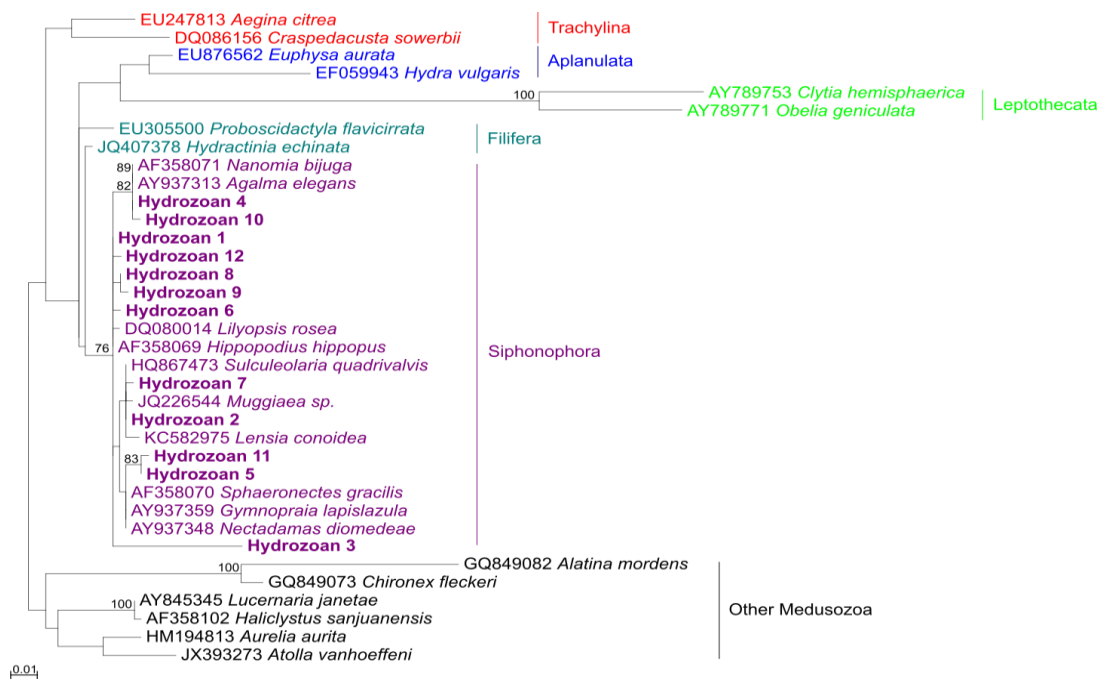 EU247813 Aegina citrea
Trachylina
DQ086156 Craspedacusta sowerbii
EU876562 Euphysa aurata
Aplanulata
EF059943 Hydra vulgaris
100
AY789753 Clytia hemisphaerica
Leptothecata
AY789771 Obelia geniculata
EU305500 Proboscidactyla flavicirrata
Filifera
JQ407378 Hydractinia echinata
89
AF358071 Nanomia bijuga
82
AY937313 Agalma elegans
Hydrozoan 4
Hydrozoan 10
Hydrozoan 1
Hydrozoan 12
Hydrozoan 8
Hydrozoan 9
Hydrozoan 6
DQ080014 Lilyopsis rosea
76
AF358069 Hippopodius hippopus
Siphonophora
HQ867473 Sulculeolaria quadrivalvis
Hydrozoan 7
JQ226544 Muggiaea sp.
Hydrozoan 2
KC582975 Lensia conoidea
83
Hydrozoan 11
Hydrozoan 5
AF358070 Sphaeronectes gracilis
AY937359 Gymnopraia lapislazula
AY937348 Nectadamas diomedeae
Hydrozoan 3
100
GQ849082 Alatina mordens
GQ849073 Chironex fleckeri
100
AY845345 Lucernaria janetae
Other Medusozoa
AF358102 Haliclystus sanjuanensis
HM194813 Aurelia aurita
JX393273 Atolla vanhoeffeni
0.01